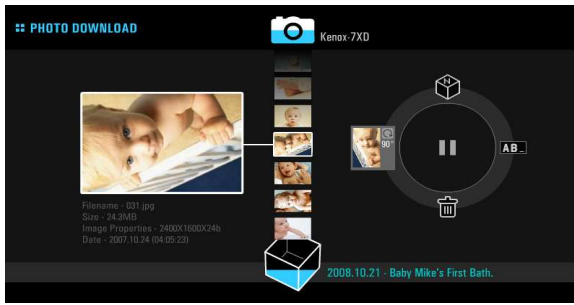 PHOTO DOWNLOAD
Kenox-7XD
N
90°
AB_
Filename - 031.jpg
Size - 24.3MB
Image Properties - 2400X1600X24b
Date - 2007.10.24 (04:05:23)
2008.10.21 - Baby Mike's First Bath.